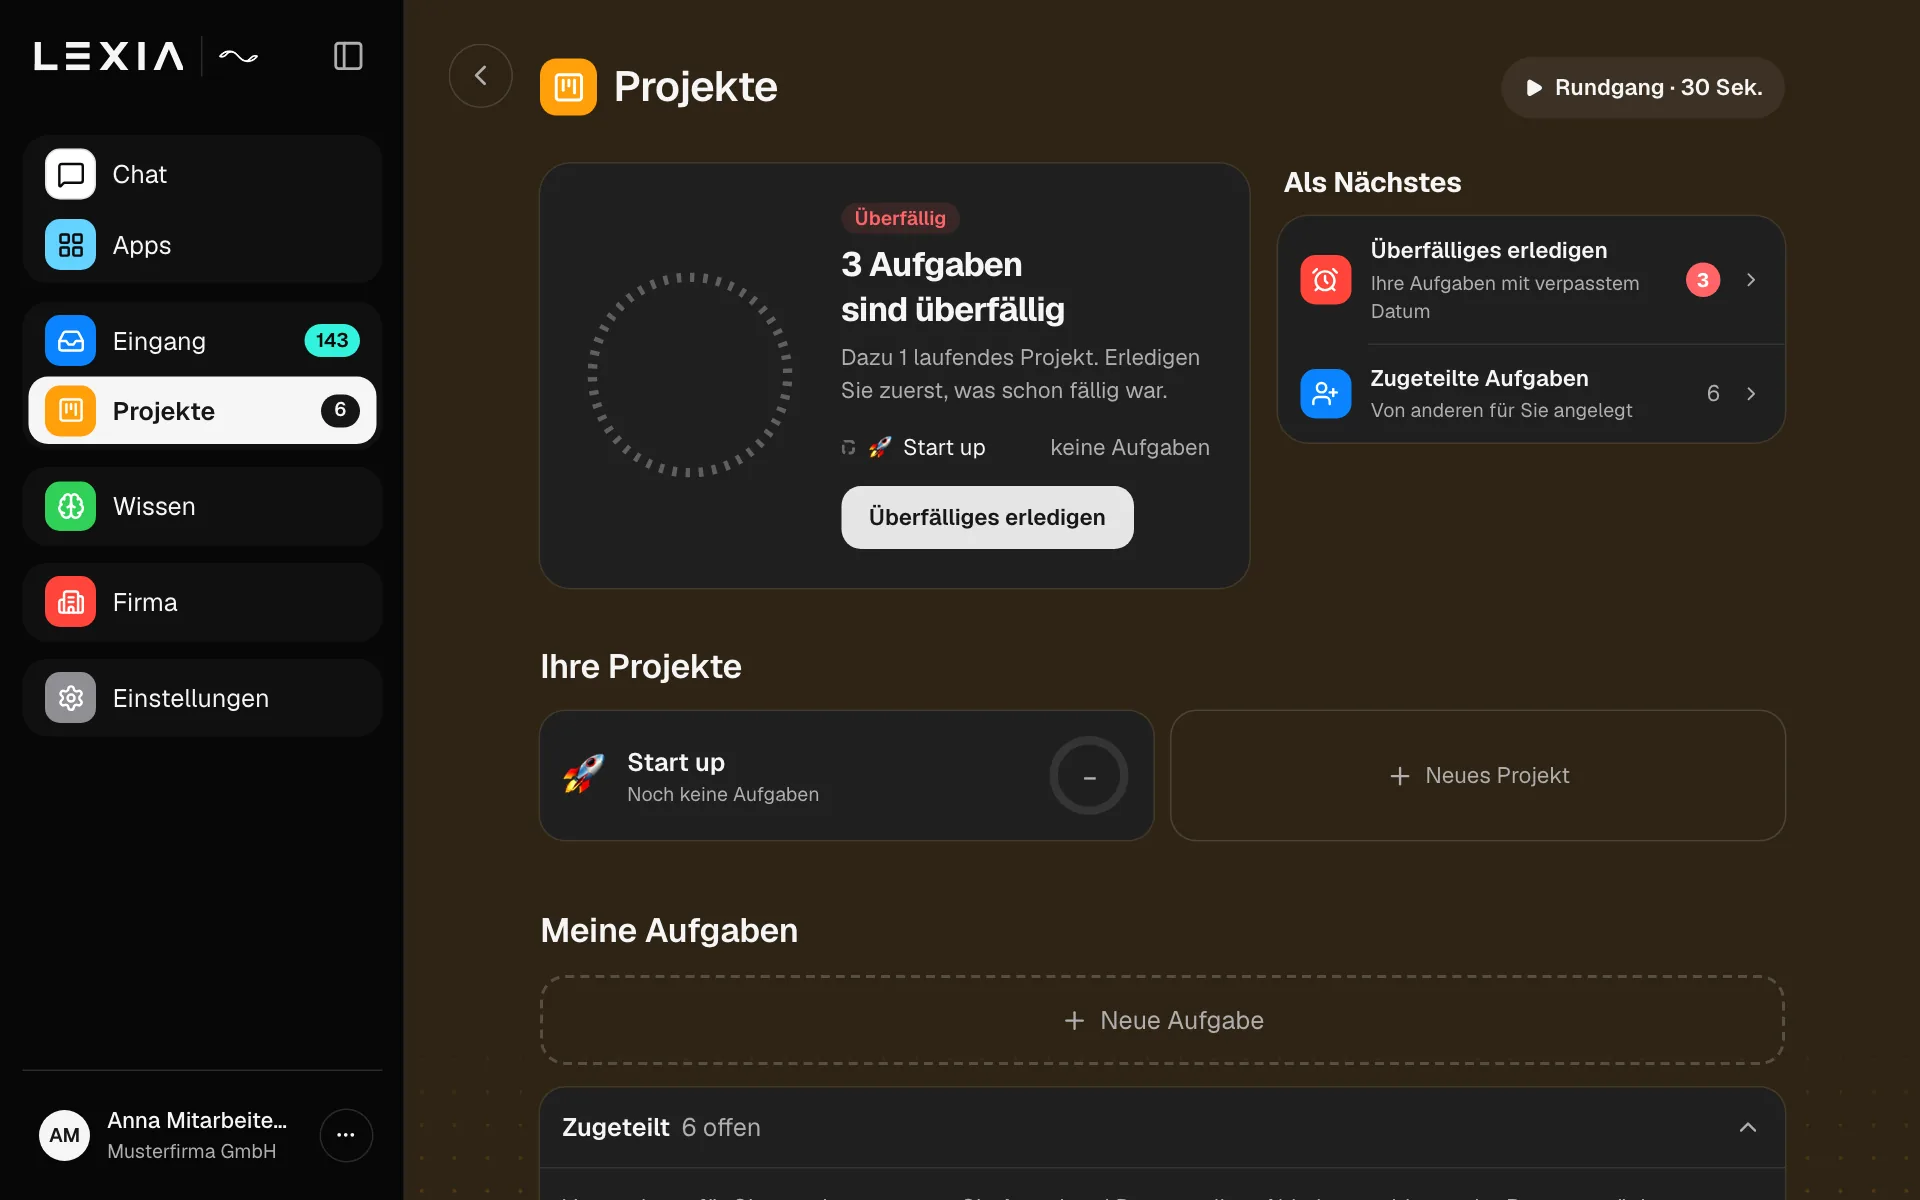 LEXIA
Chat
Apps
Eingang 143
Projekte 6
Wissen
Firma
Einstellungen
AM
Anna Mitarbeite...
Musterfirma GmbH
Projekte
Rundgang · 30 Sek.
Überfällig
3 Aufgaben
sind überfällig
Dazu 1 laufendes Projekt. Erledigen
Sie zuerst, was schon fällig war.
🚀 Start up keine Aufgaben
Überfälliges erledigen
Als Nächstes
Überfälliges erledigen
Ihre Aufgaben mit verpasstem
Datum
3
Zugeteilte Aufgaben
Von anderen für Sie angelegt
6
Ihre Projekte
Start up
Noch keine Aufgaben
–
+ Neues Projekt
Meine Aufgaben
+ Neue Aufgabe
Zugeteilt 6 offen